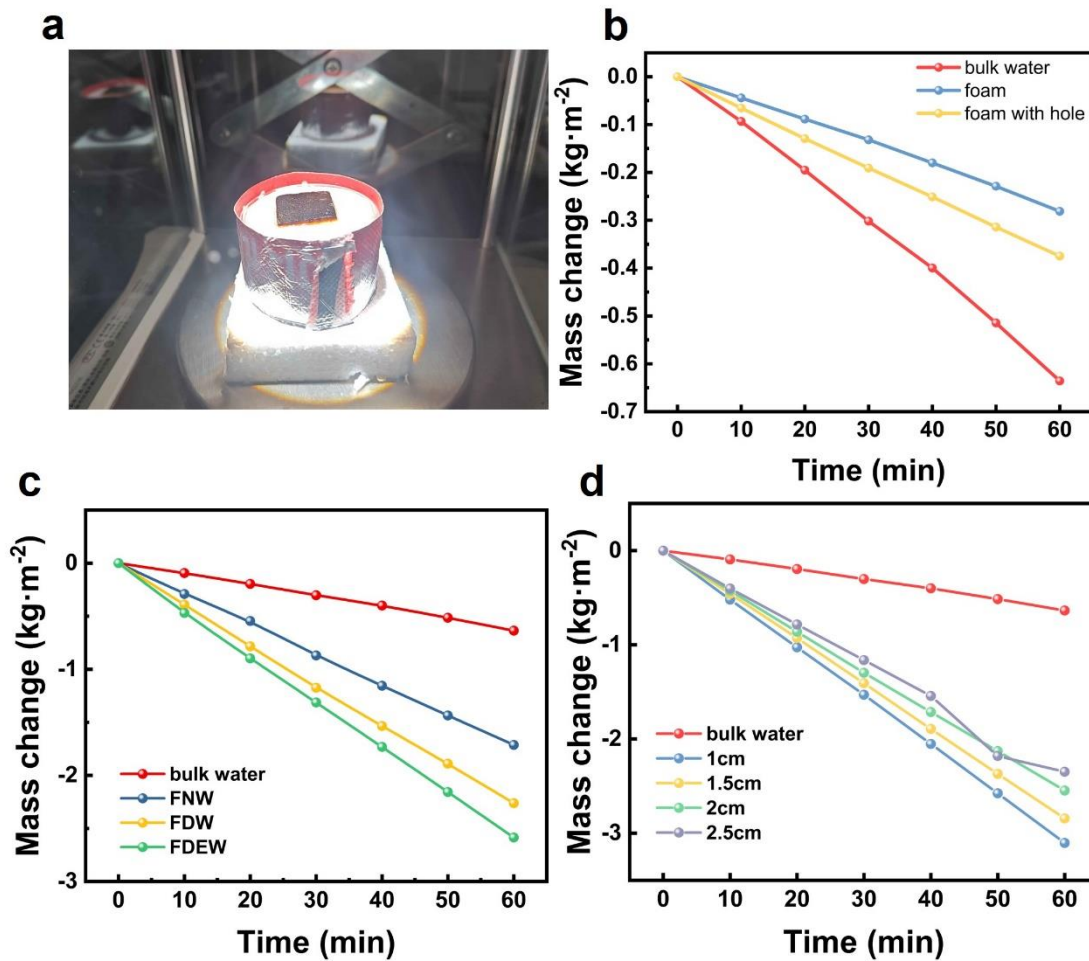 a
b
0.0
-0.1
-0.2
-0.3
-0.4
-0.5
-0.6
-0.7
Mass change (kg·m⁻²)
bulk water
foam
foam with hole
0 10 20 30 40 50 60
Time (min)
c
0
-1
-2
-3
Mass change (kg·m⁻²)
bulk water
FNW
FDW
FDEW
0 10 20 30 40 50 60
Time (min)
d
0
-1
-2
-3
Mass change (kg·m⁻²)
bulk water
1cm
1.5cm
2cm
2.5cm
0 10 20 30 40 50 60
Time (min)